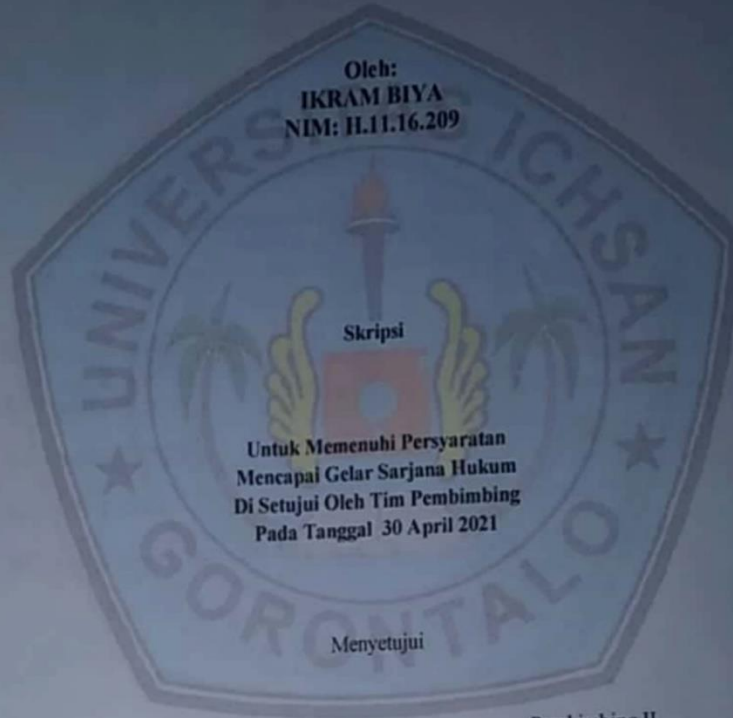 Oleh:
IKRAM BIYA
NIM: H.11.16.209
UNIVERSITAS ICHSAN
Skripsi
Untuk Memenuhi Persyaratan
Mencapai Gelar Sarjana Hukum
Di Setujui Oleh Tim Pembimbing
Pada Tanggal 30 April 2021
GORONTALO
Menyetujui